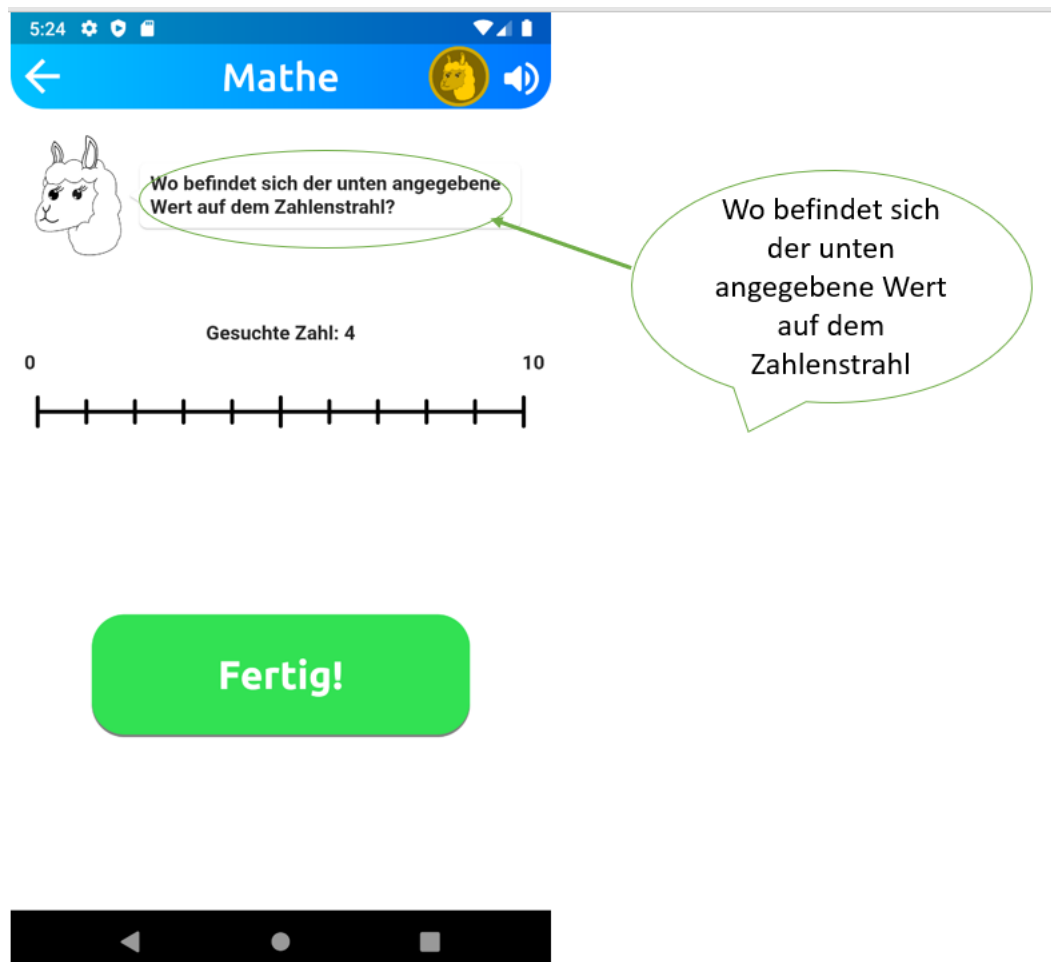 5:24
Mathe
Wo befindet sich der unten angegebene
Wert auf dem Zahlenstrahl?
Gesuchte Zahl: 4
0
10
Fertig!
Wo befindet sich
der unten
angegebene Wert
auf dem
Zahlenstrahl